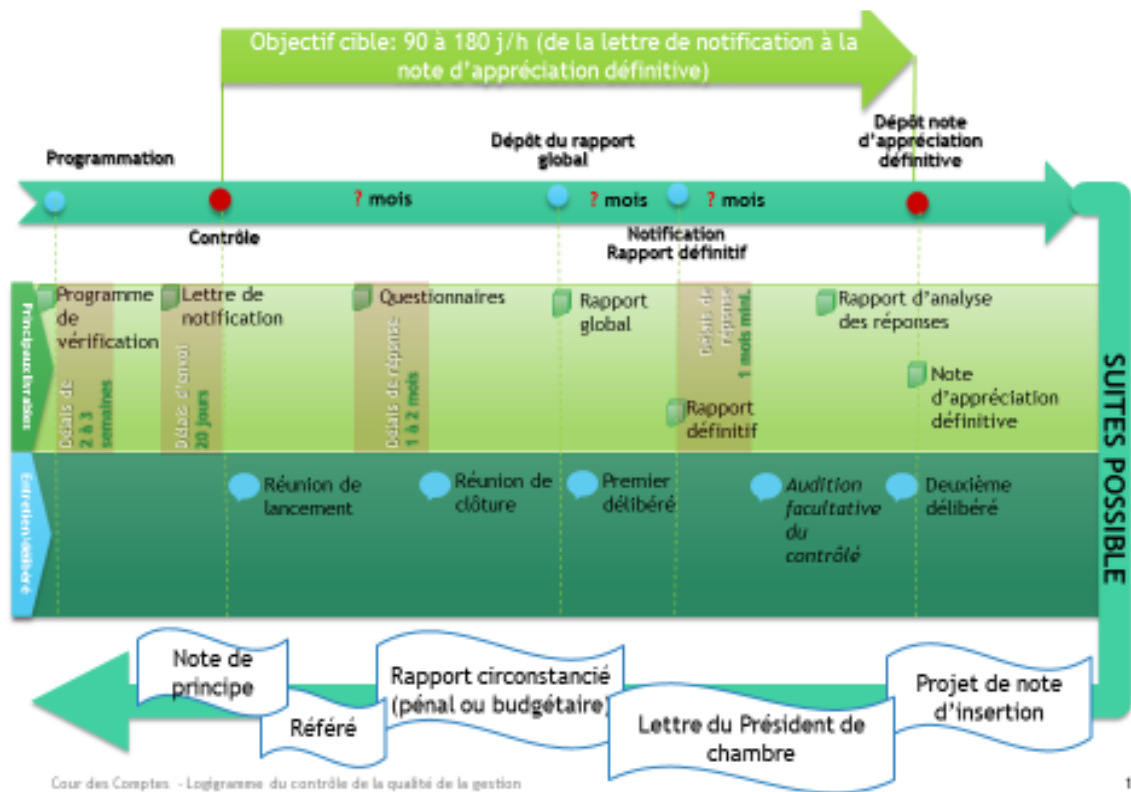 Objectif cible: 90 à 180 j/h (de la lettre de notification à la
note d'appréciation définitive)
Programmation
Dépôt du rapport
global
Dépôt note
d'appréciation
définitive
? mois
? mois
? mois
Contrôle
Notification
Rapport définitif
Principaux livrables
Programme
de
vérification
Délais de
2 à 3
semaines
Lettre de
notification
Délais d'envoi
20 jours
Questionnaires
Délais de réponse
1 à 2 mois
Rapport
global
Délais de
réponse
1 mois mini.
Rapport
définitif
Rapport d'analyse
des réponses
Note
d'appréciation
définitive
Entretien/délibéré
Réunion de
lancement
Réunion de
clôture
Premier
délibéré
Audition
facultative
du
contrôlé
Deuxième
délibéré
SUITES POSSIBLE
Note de
principe
Référé
Rapport circonstancié
(pénal ou budgétaire)
Lettre du Président de
chambre
Projet de note
d'insertion
Cour des Comptes - Logigramme du contrôle de la qualité de la gestion
1